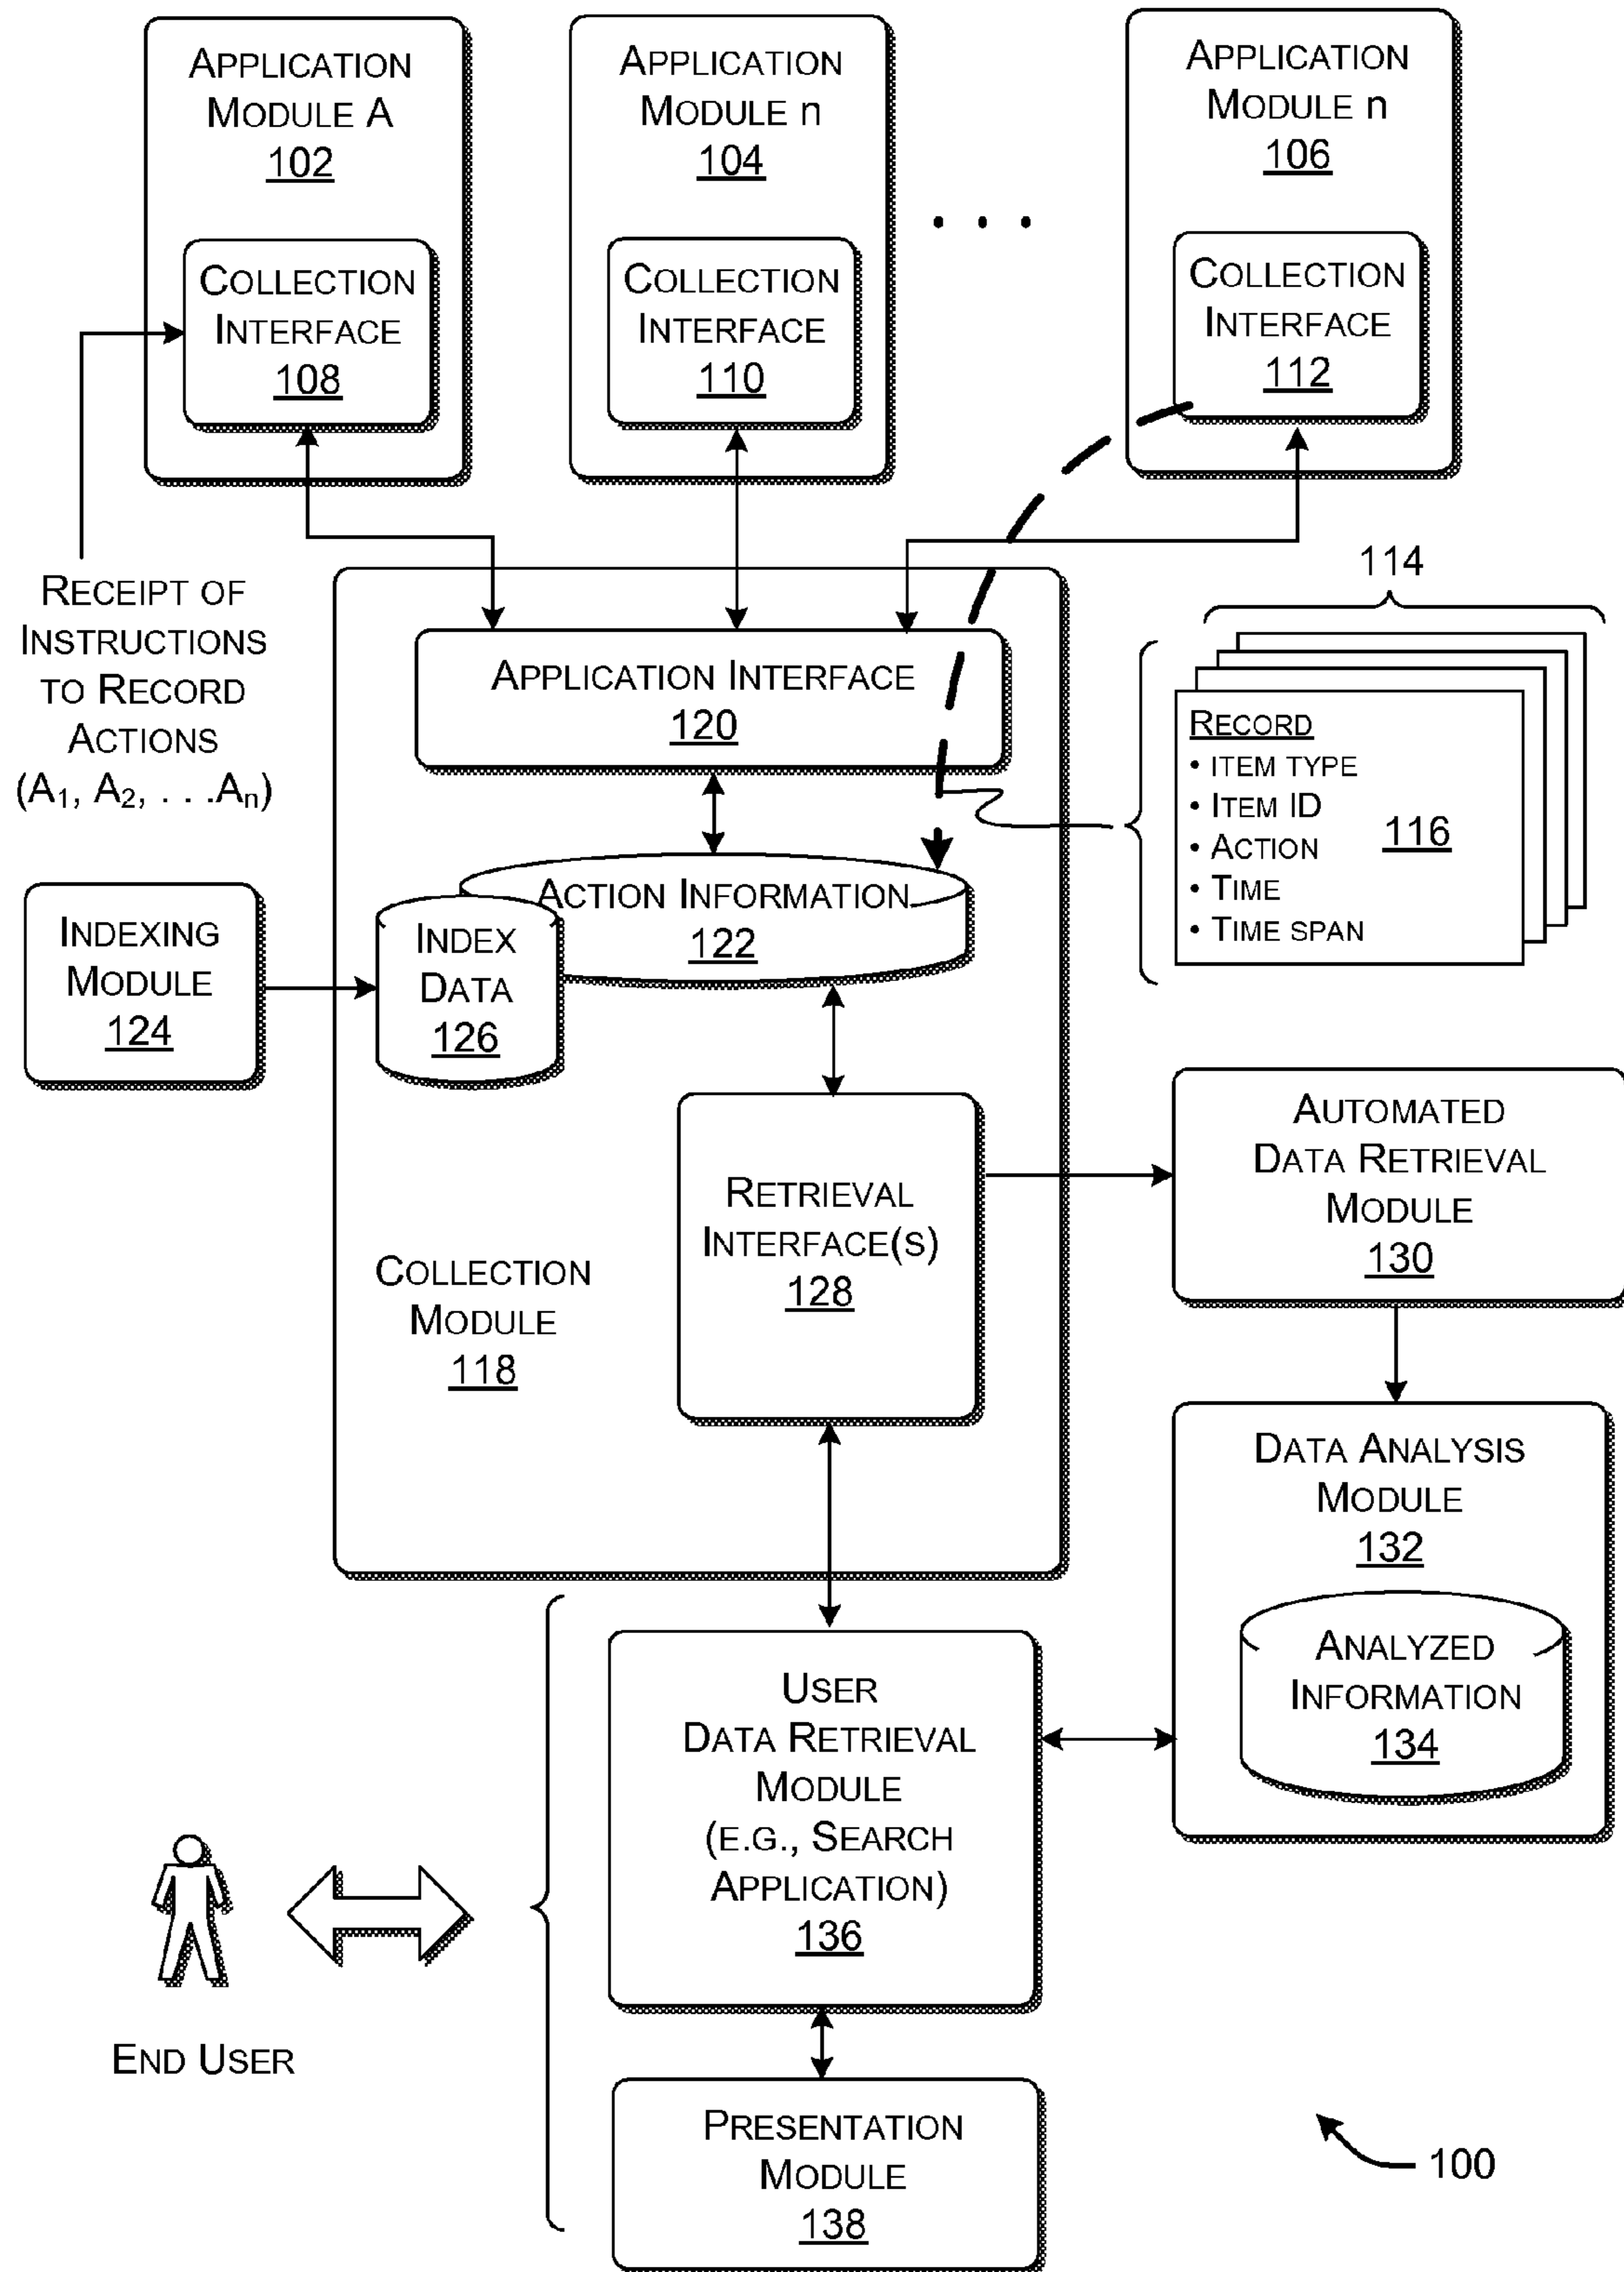 APPLICATION
MODULE A
102
COLLECTION
INTERFACE
108
APPLICATION
MODULE n
104
COLLECTION
INTERFACE
110
. . .
APPLICATION
MODULE n
106
COLLECTION
INTERFACE
112
RECEIPT OF
INSTRUCTIONS
TO RECORD
ACTIONS
(A1, A2, . . .An)
APPLICATION INTERFACE
120
114
RECORD
• ITEM TYPE
• ITEM ID
• ACTION
• TIME
• TIME SPAN
116
ACTION INFORMATION
122
INDEXING
MODULE
124
INDEX
DATA
126
RETRIEVAL
INTERFACE(S)
128
COLLECTION
MODULE
118
AUTOMATED
DATA RETRIEVAL
MODULE
130
DATA ANALYSIS
MODULE
132
ANALYZED
INFORMATION
134
USER
DATA RETRIEVAL
MODULE
(E.G., SEARCH
APPLICATION)
136
END USER
PRESENTATION
MODULE
138
100